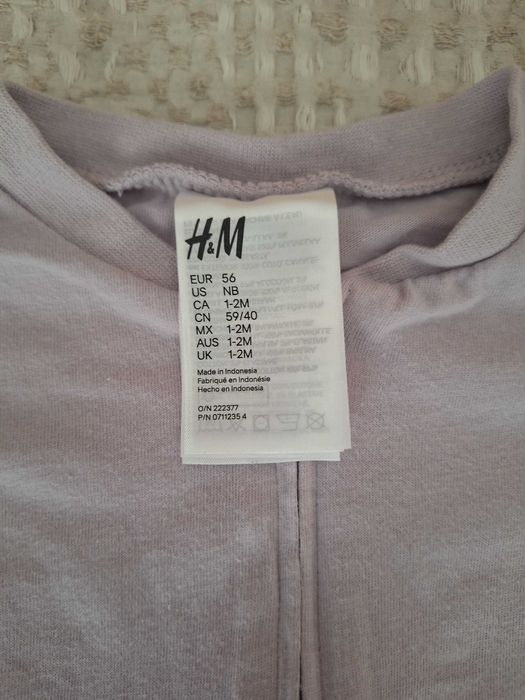 H&M
EUR 56
US NB
CA 1-2M
CN 59/40
MX 1-2M
AUS 1-2M
UK 1-2M
Made in Indonesia
Fabriqué en Indonésie
Hecho en Indonesia
O/N 222377
P/N 0711235 4